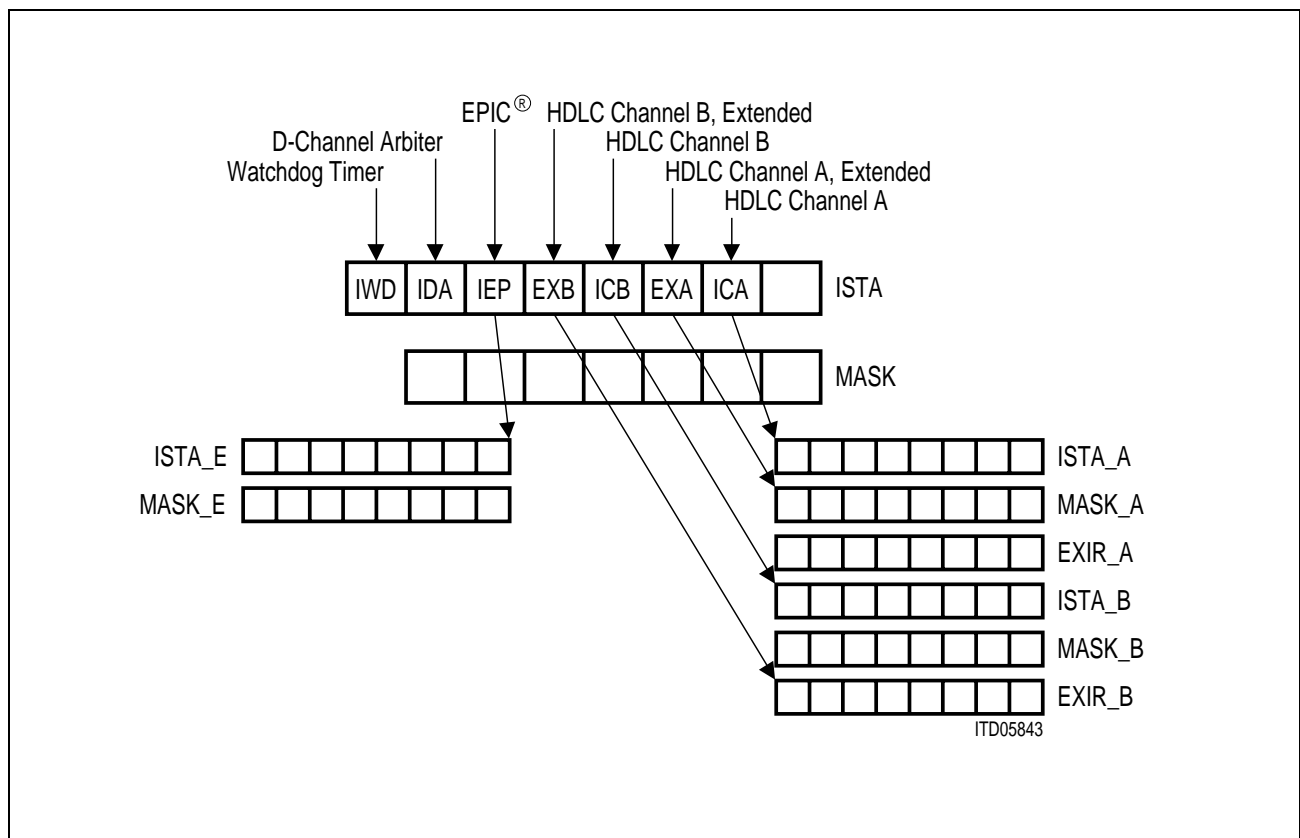 EPIC® HDLC Channel B, Extended
D-Channel Arbiter HDLC Channel B
Watchdog Timer HDLC Channel A, Extended
HDLC Channel A
IWD IDA IEP EXB ICB EXA ICA ISTA
MASK
ISTA_E ISTA_A
MASK_E MASK_A
EXIR_A
ISTA_B
MASK_B
EXIR_B
ITD05843